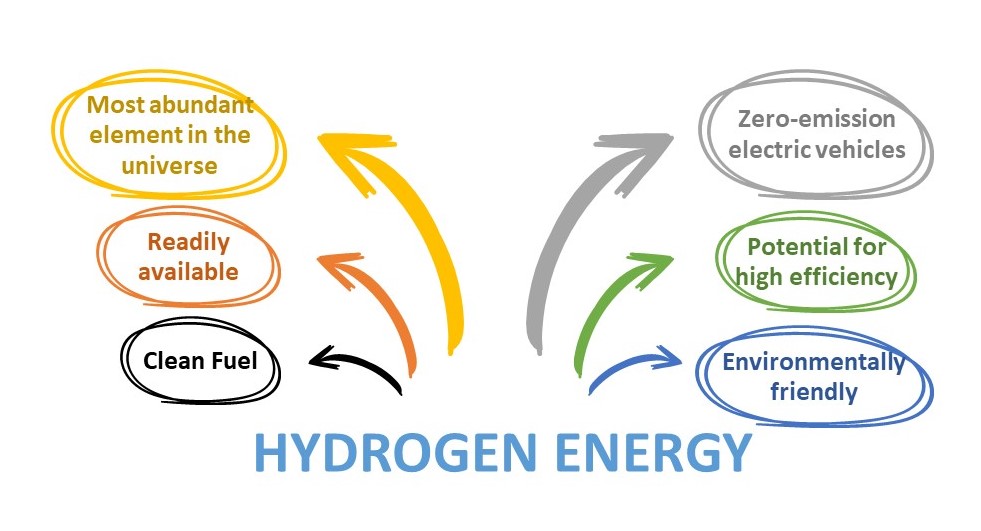 Most abundant
element in the
universe
Readily
available
Clean Fuel
Zero-emission
electric vehicles
Potential for
high efficiency
Environmentally
friendly
HYDROGEN ENERGY